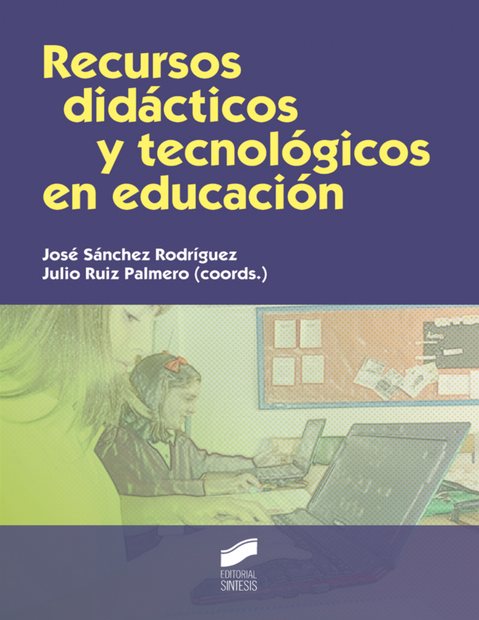 Recursos
didácticos
y tecnológicos
en educación
José Sánchez Rodríguez
Julio Ruiz Palmero (coords.)
EDITORIAL
SINTESIS